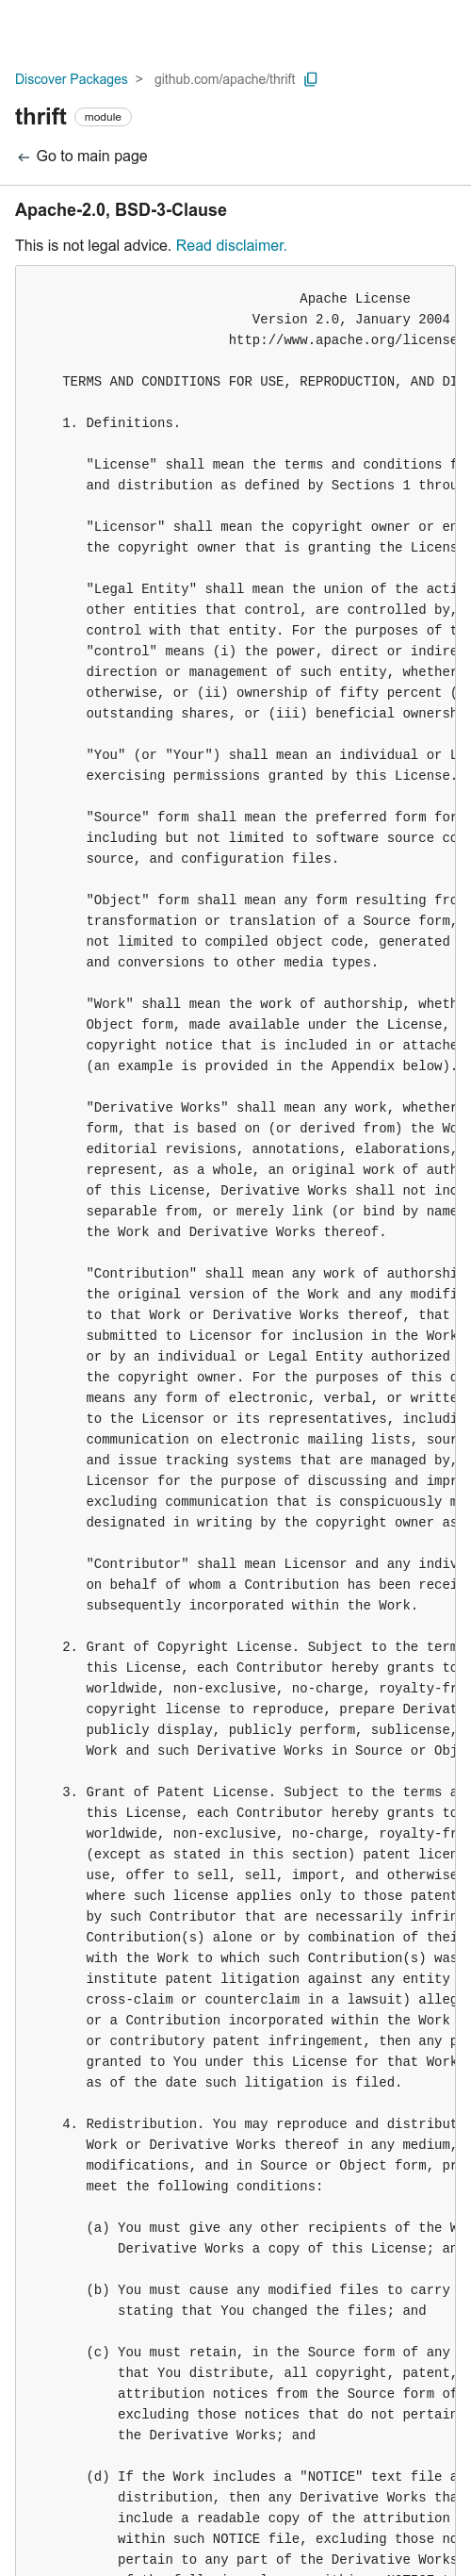 Discover Packages > github.com/apache/thrift
thrift module
Go to main page
Apache-2.0, BSD-3-Clause
This is not legal advice. Read disclaimer.
Apache License
Version 2.0, January 2004
http://www.apache.org/license
TERMS AND CONDITIONS FOR USE, REPRODUCTION, AND DI
1. Definitions.
"License" shall mean the terms and conditions f
and distribution as defined by Sections 1 throu
"Licensor" shall mean the copyright owner or en
the copyright owner that is granting the Licens
"Legal Entity" shall mean the union of the acti
other entities that control, are controlled by,
control with that entity. For the purposes of t
"control" means (i) the power, direct or indire
direction or management of such entity, whether
otherwise, or (ii) ownership of fifty percent (
outstanding shares, or (iii) beneficial ownersh
"You" (or "Your") shall mean an individual or L
exercising permissions granted by this License.
"Source" form shall mean the preferred form for
including but not limited to software source co
source, and configuration files.
"Object" form shall mean any form resulting fro
transformation or translation of a Source form,
not limited to compiled object code, generated
and conversions to other media types.
"Work" shall mean the work of authorship, wheth
Object form, made available under the License,
copyright notice that is included in or attache
(an example is provided in the Appendix below).
"Derivative Works" shall mean any work, whether
form, that is based on (or derived from) the Wo
editorial revisions, annotations, elaborations,
represent, as a whole, an original work of auth
of this License, Derivative Works shall not inc
separable from, or merely link (or bind by name
the Work and Derivative Works thereof.
"Contribution" shall mean any work of authorshi
the original version of the Work and any modifi
to that Work or Derivative Works thereof, that
submitted to Licensor for inclusion in the Work
or by an individual or Legal Entity authorized
the copyright owner. For the purposes of this d
means any form of electronic, verbal, or writte
to the Licensor or its representatives, includi
communication on electronic mailing lists, sour
and issue tracking systems that are managed by,
Licensor for the purpose of discussing and impr
excluding communication that is conspicuously m
designated in writing by the copyright owner as
"Contributor" shall mean Licensor and any indiv
on behalf of whom a Contribution has been recei
subsequently incorporated within the Work.
2. Grant of Copyright License. Subject to the term
this License, each Contributor hereby grants to
worldwide, non-exclusive, no-charge, royalty-fr
copyright license to reproduce, prepare Derivat
publicly display, publicly perform, sublicense,
Work and such Derivative Works in Source or Obj
3. Grant of Patent License. Subject to the terms a
this License, each Contributor hereby grants to
worldwide, non-exclusive, no-charge, royalty-fr
(except as stated in this section) patent licen
use, offer to sell, sell, import, and otherwise
where such license applies only to those patent
by such Contributor that are necessarily infrin
Contribution(s) alone or by combination of thei
with the Work to which such Contribution(s) was
institute patent litigation against any entity
cross-claim or counterclaim in a lawsuit) alleg
or a Contribution incorporated within the Work
or contributory patent infringement, then any p
granted to You under this License for that Work
as of the date such litigation is filed.
4. Redistribution. You may reproduce and distribut
Work or Derivative Works thereof in any medium,
modifications, and in Source or Object form, pr
meet the following conditions:
(a) You must give any other recipients of the W
Derivative Works a copy of this License; an
(b) You must cause any modified files to carry
stating that You changed the files; and
(c) You must retain, in the Source form of any
that You distribute, all copyright, patent,
attribution notices from the Source form of
excluding those notices that do not pertain
the Derivative Works; and
(d) If the Work includes a "NOTICE" text file a
distribution, then any Derivative Works tha
include a readable copy of the attribution
within such NOTICE file, excluding those no
pertain to any part of the Derivative Works